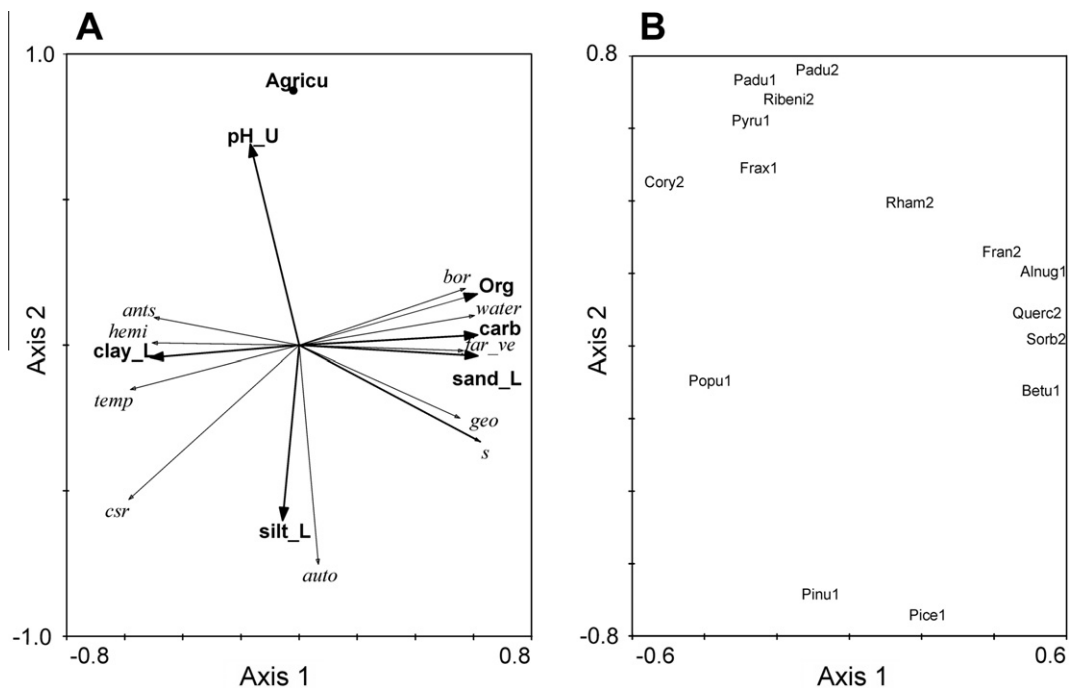 A
1.0
Agricu
pH_U
bor
Org
ants
water
hemi
carb
clay_L
far_ve
sand_L
temp
geo
s
csr
silt_L
auto
Axis 2
-1.0
-0.8
0.8
Axis 1
B
0.8
Padu2
Padu1
Ribeni2
Pyru1
Frax1
Cory2
Rham2
Fran2
Alnug1
Querc2
Sorb2
Popu1
Betu1
Pinu1
Pice1
Axis 2
-0.8
-0.6
0.6
Axis 1